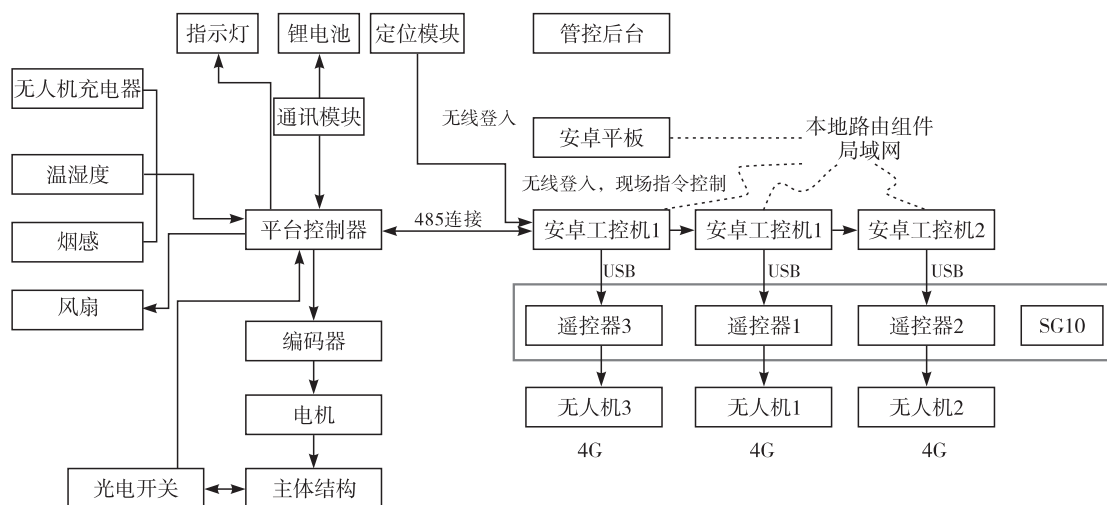 指示灯
锂电池
定位模块
管控后台
无人机充电器
通讯模块
无线登入
安卓平板
本地路由组件
局域网
温湿度
无线登入，现场指令控制
平台控制器
485连接
安卓工控机1
安卓工控机1
安卓工控机2
烟感
USB
USB
USB
风扇
遥控器3
遥控器1
遥控器2
SG10
编码器
无人机3
无人机1
无人机2
电机
4G
4G
4G
光电开关
主体结构